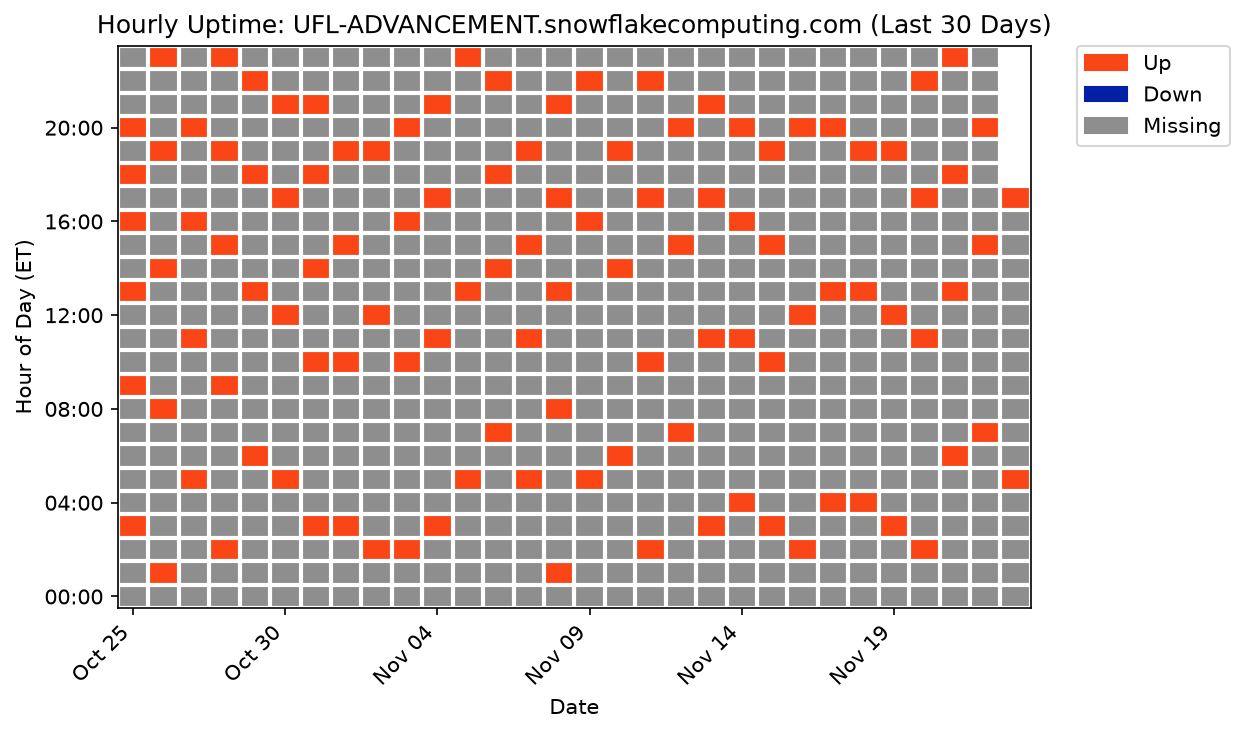 Hourly Uptime: UFL-ADVANCEMENT.snowflakecomputing.com (Last 30 Days)
Up
Down
Missing
20:00
16:00
12:00
08:00
04:00
00:00
Hour of Day (ET)
Oct 25
Oct 30
Nov 04
Nov 09
Nov 14
Nov 19
Date